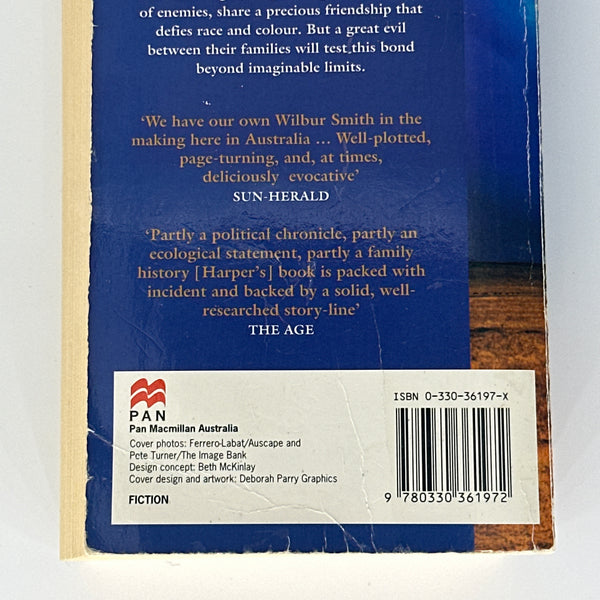 of enemies, share a precious friendship that
defies race and colour. But a great evil
between their families will test this bond
beyond imaginable limits.
‘We have our own Wilbur Smith in the
making here in Australia ... Well-plotted,
page-turning, and, at times,
deliciously evocative’
SUN-HERALD
‘Partly a political chronicle, partly an
ecological statement, partly a family
history [Harper's] book is packed with
incident and backed by a solid, well-
researched story-line’
THE AGE
PAN
Pan Macmillan Australia
Cover photos: Ferrero-Labat/Auscape and
Pete Turner/The Image Bank
Design concept: Beth McKinlay
Cover design and artwork: Deborah Parry Graphics
FICTION
ISBN 0-330-36197-X
9 780330 361972